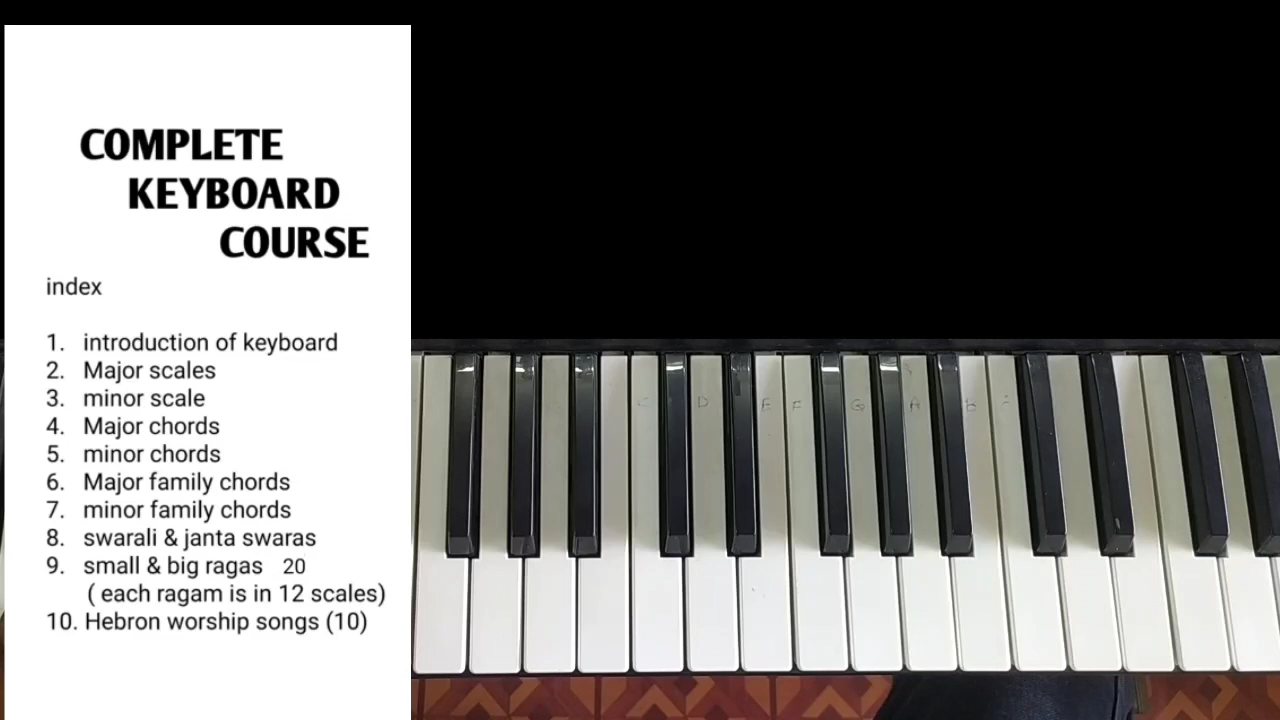 COMPLETE
KEYBOARD
COURSE
index
1. introduction of keyboard
2. Major scales
3. minor scale
4. Major chords
5. minor chords
6. Major family chords
7. minor family chords
8. swarali & janta swaras
9. small & big ragas 20
( each ragam is in 12 scales)
10. Hebron worship songs (10)
C D E F G A B